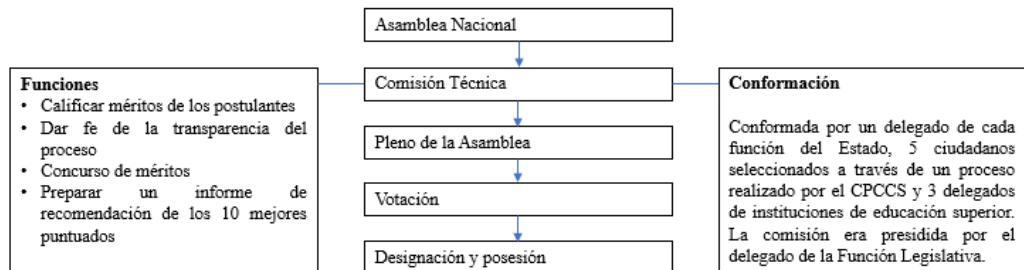 Asamblea Nacional
Funciones
• Calificar méritos de los postulantes
• Dar fe de la transparencia del
proceso
• Concurso de méritos
• Preparar un informe de
recomendación de los 10 mejores
puntuados
Comisión Técnica
Pleno de la Asamblea
Votación
Designación y posesión
Conformación
Conformada por un delegado de cada
función del Estado, 5 ciudadanos
seleccionados a través de un proceso
realizado por el CPCCS y 3 delegados
de instituciones de educación superior.
La comisión era presidida por el
delegado de la Función Legislativa.